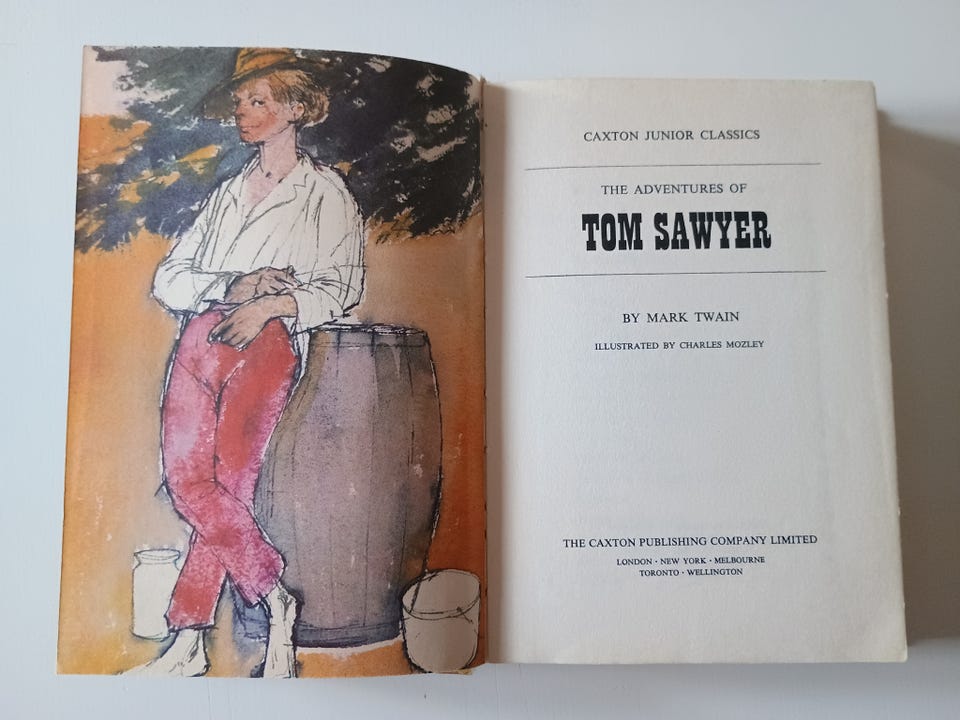 CAXTON JUNIOR CLASSICS
THE ADVENTURES OF
TOM SAWYER
BY MARK TWAIN
ILLUSTRATED BY CHARLES MOZLEY
THE CAXTON PUBLISHING COMPANY LIMITED
LONDON · NEW YORK · MELBOURNE
TORONTO · WELLINGTON